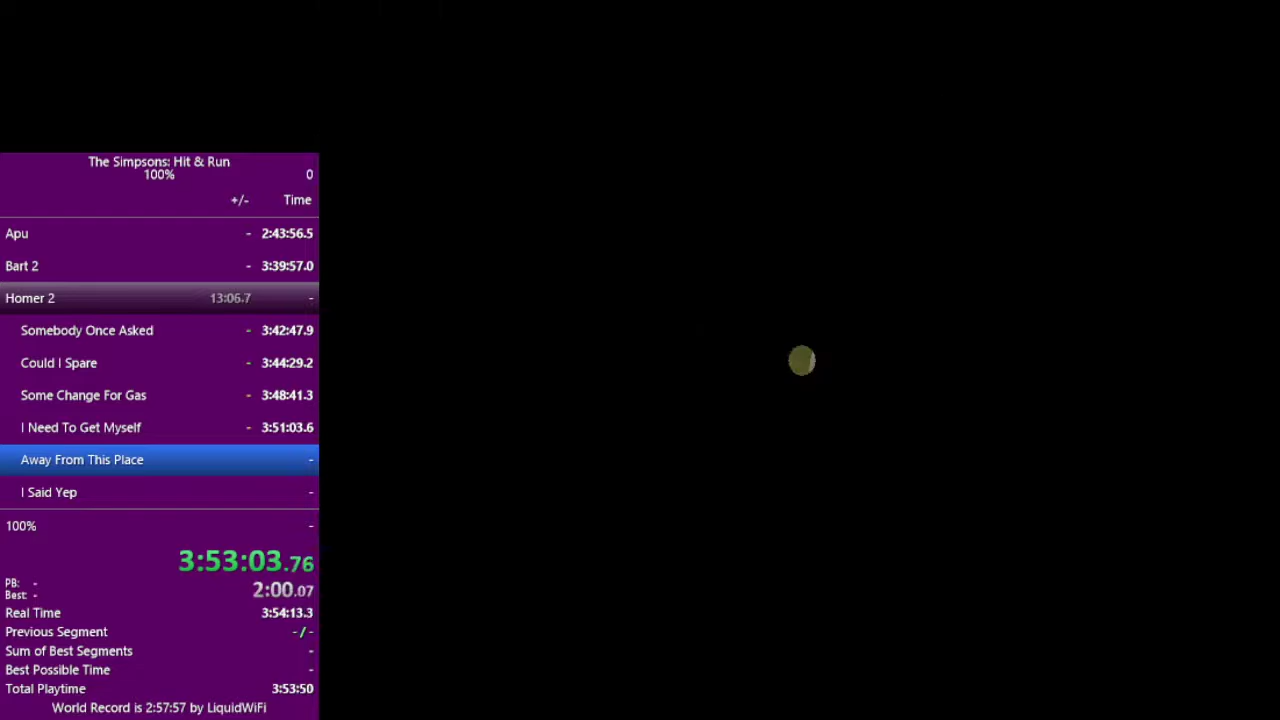 The Simpsons: Hit & Run
100% 0
+/- Time
Apu - 2:43:56.5
Bart 2 - 3:39:57.0
Homer 2 13:06.7 -
Somebody Once Asked - 3:42:47.9
Could I Spare - 3:44:29.2
Some Change For Gas - 3:48:41.3
I Need To Get Myself - 3:51:03.6
Away From This Place -
I Said Yep -
100% -
3:53:03.76
PB: -
Best: - 2:00.07
Real Time 3:54:13.3
Previous Segment - / -
Sum of Best Segments -
Best Possible Time -
Total Playtime 3:53:50
World Record is 2:57:57 by LiquidWiFi